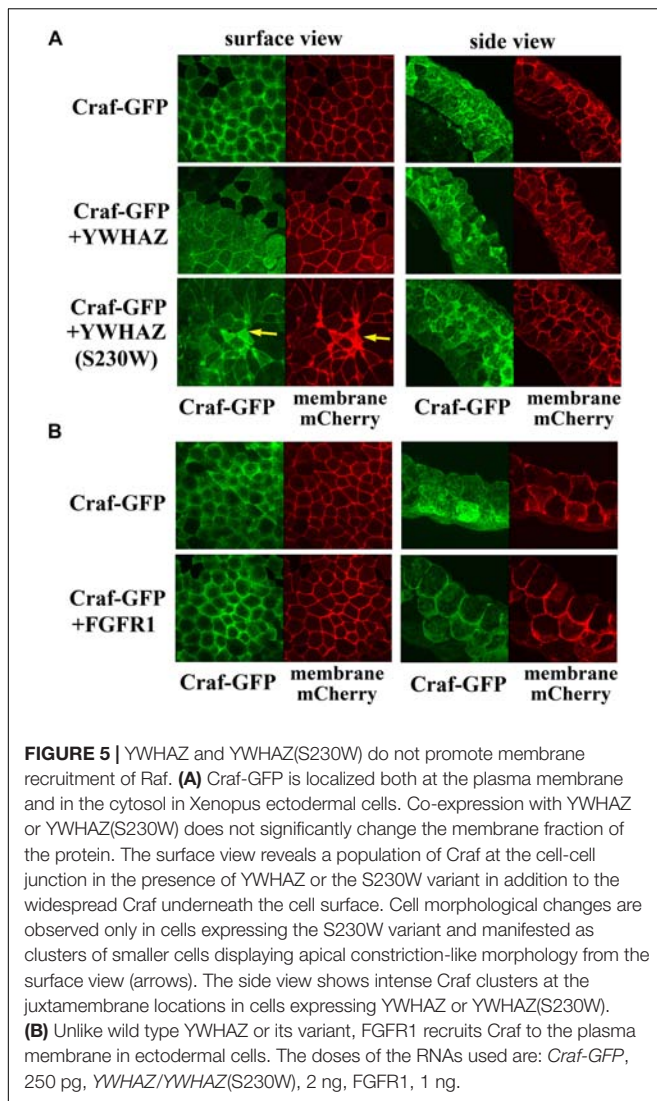 A
surface view
side view
Craf-GFP
Craf-GFP
+YWHAZ
Craf-GFP
+YWHAZ
(S230W)
Craf-GFP
membrane
mCherry
Craf-GFP
membrane
mCherry
B
Craf-GFP
Craf-GFP
+FGFR1
Craf-GFP
membrane
mCherry
Craf-GFP
membrane
mCherry
FIGURE 5 | YWHAZ and YWHAZ(S230W) do not promote membrane
recruitment of Raf. (A) Craf-GFP is localized both at the plasma membrane
and in the cytosol in Xenopus ectodermal cells. Co-expression with YWHAZ
or YWHAZ(S230W) does not significantly change the membrane fraction of
the protein. The surface view reveals a population of Craf at the cell-cell
junction in the presence of YWHAZ or the S230W variant in addition to the
widespread Craf underneath the cell surface. Cell morphological changes are
observed only in cells expressing the S230W variant and manifested as
clusters of smaller cells displaying apical constriction-like morphology from the
surface view (arrows). The side view shows intense Craf clusters at the
juxtamembrane locations in cells expressing YWHAZ or YWHAZ(S230W).
(B) Unlike wild type YWHAZ or its variant, FGFR1 recruits Craf to the plasma
membrane in ectodermal cells. The doses of the RNAs used are: Craf-GFP,
250 pg, YWHAZ/YWHAZ(S230W), 2 ng, FGFR1, 1 ng.